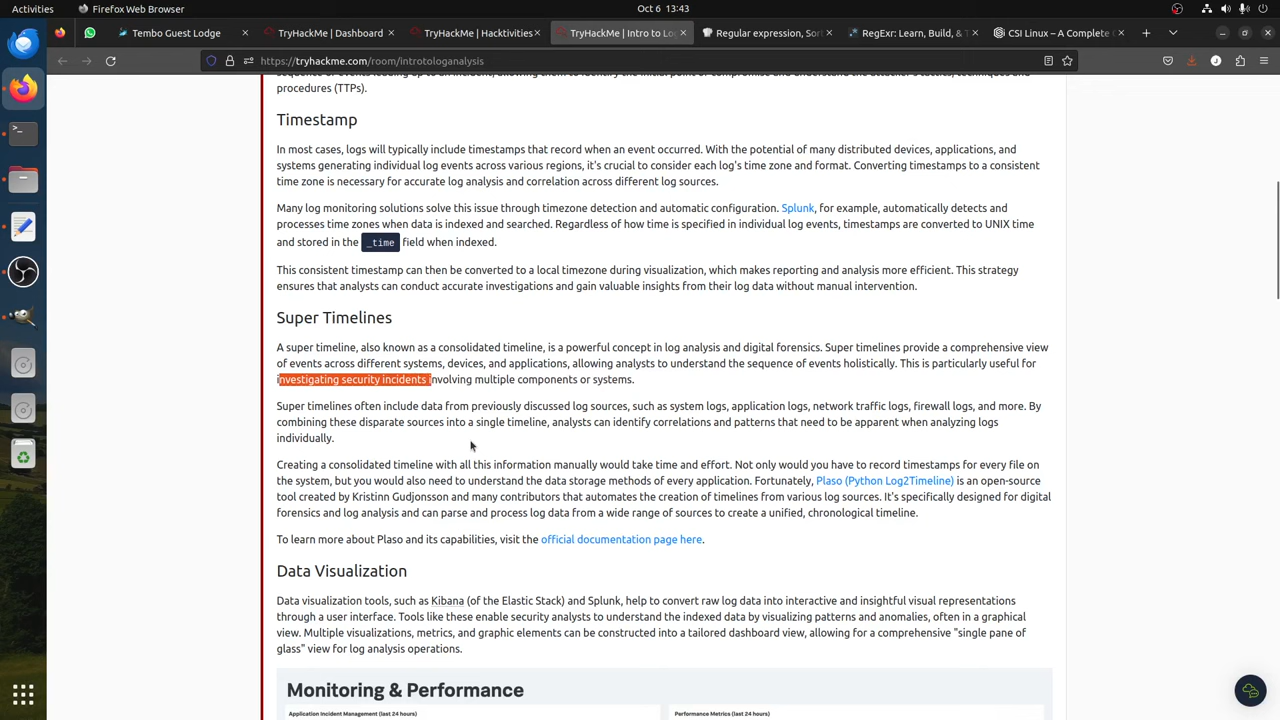 Activities
Firefox Web Browser
Oct 6 13:43
Tembo Guest Lodge
TryHackMe | Dashboard
TryHackMe | Hacktivities
TryHackMe | Intro to Lo
Regular expression, Sort
RegExr: Learn, Build, & T
CSI Linux – A Complete
https://tryhackme.com/room/introtologanalysis
procedures (TTPs).
Timestamp
In most cases, logs will typically include timestamps that record when an event occurred. With the potential of many distributed devices, applications, and
systems generating individual log events across various regions, it's crucial to consider each log's time zone and format. Converting timestamps to a consistent
time zone is necessary for accurate log analysis and correlation across different log sources.
Many log monitoring solutions solve this issue through timezone detection and automatic configuration. Splunk, for example, automatically detects and
processes time zones when data is indexed and searched. Regardless of how time is specified in individual log events, timestamps are converted to UNIX time
and stored in the _time field when indexed.
This consistent timestamp can then be converted to a local timezone during visualization, which makes reporting and analysis more efficient. This strategy
ensures that analysts can conduct accurate investigations and gain valuable insights from their log data without manual intervention.
Super Timelines
A super timeline, also known as a consolidated timeline, is a powerful concept in log analysis and digital forensics. Super timelines provide a comprehensive view
of events across different systems, devices, and applications, allowing analysts to understand the sequence of events holistically. This is particularly useful for
investigating security incidents involving multiple components or systems.
Super timelines often include data from previously discussed log sources, such as system logs, application logs, network traffic logs, firewall logs, and more. By
combining these disparate sources into a single timeline, analysts can identify correlations and patterns that need to be apparent when analyzing logs
individually.
Creating a consolidated timeline with all this information manually would take time and effort. Not only would you have to record timestamps for every file on
the system, but you would also need to understand the data storage methods of every application. Fortunately, Plaso (Python Log2Timeline) is an open-source
tool created by Kristinn Gudjonsson and many contributors that automates the creation of timelines from various log sources. It's specifically designed for digital
forensics and log analysis and can parse and process log data from a wide range of sources to create a unified, chronological timeline.
To learn more about Plaso and its capabilities, visit the official documentation page here.
Data Visualization
Data visualization tools, such as Kibana (of the Elastic Stack) and Splunk, help to convert raw log data into interactive and insightful visual representations
through a user interface. Tools like these enable security analysts to understand the indexed data by visualizing patterns and anomalies, often in a graphical
view. Multiple visualizations, metrics, and graphic elements can be constructed into a tailored dashboard view, allowing for a comprehensive "single pane of
glass" view for log analysis operations.
Monitoring & Performance
Application Incident Management (last 24 hours)
Performance Metrics (last 24 hours)